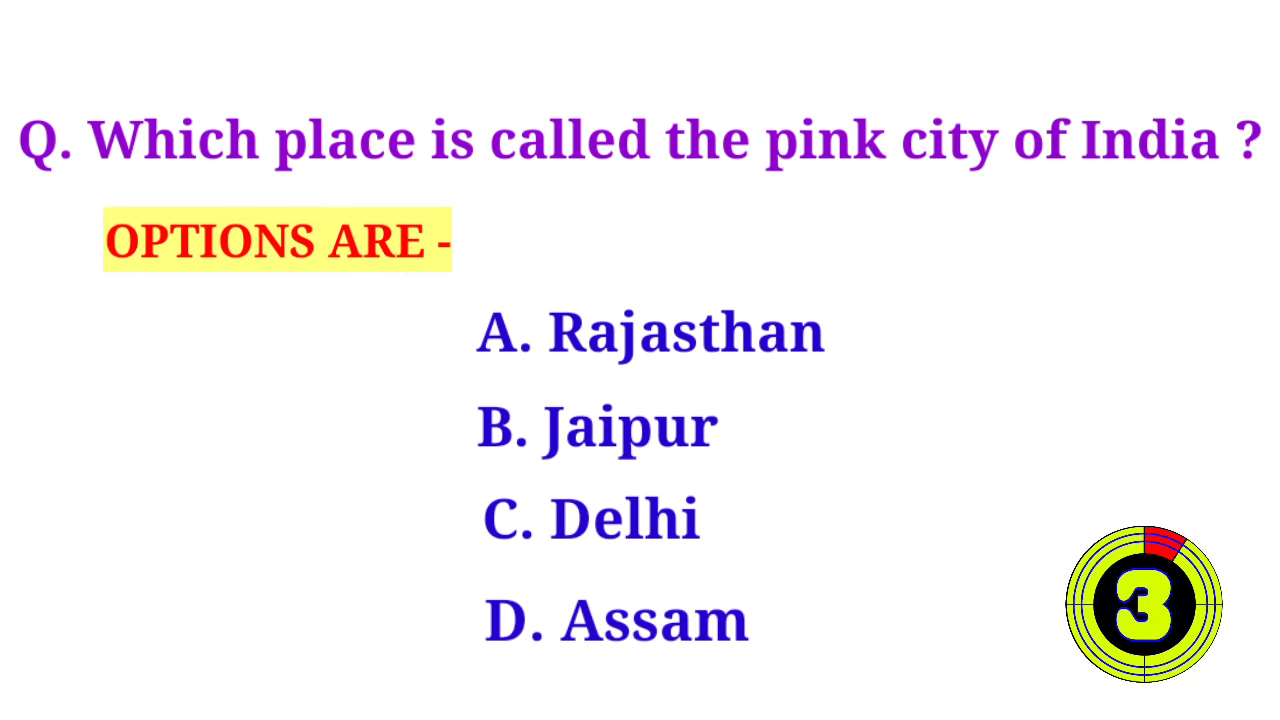 Q. Which place is called the pink city of India ?
OPTIONS ARE -
A. Rajasthan
B. Jaipur
C. Delhi
D. Assam
3